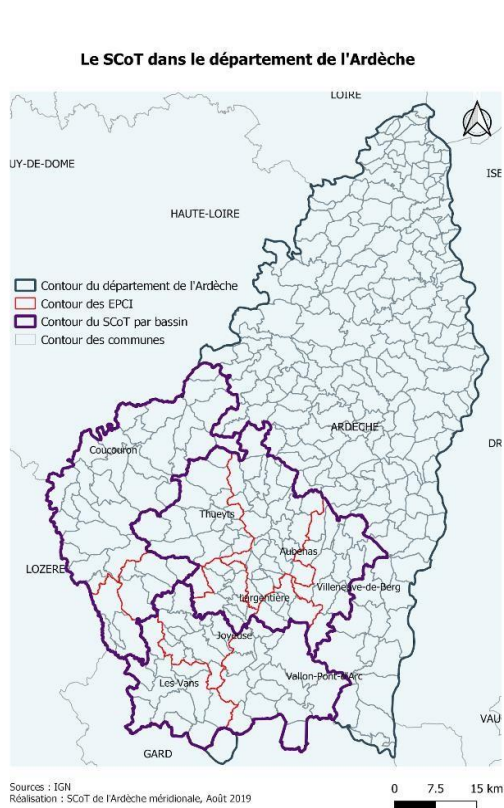 Le SCoT dans le département de l'Ardèche
LOIRE
UY-DE-DOME
ISE
HAUTE-LOIRE
Contour du département de l'Ardèche
Contour des EPCI
Contour du SCoT par bassin
Contour des communes
ARDÈCHE
DR
Coucouron
Thueyts
Aubenas
LOZERE
Villeneuve-de-Berg
Largentière
Joyeuse
Vallon-Pont-d'Arc
Les Vans
VAU
GARD
Sources : IGN
Réalisation : SCoT de l'Ardèche méridionale, Août 2019
0 7.5 15 km